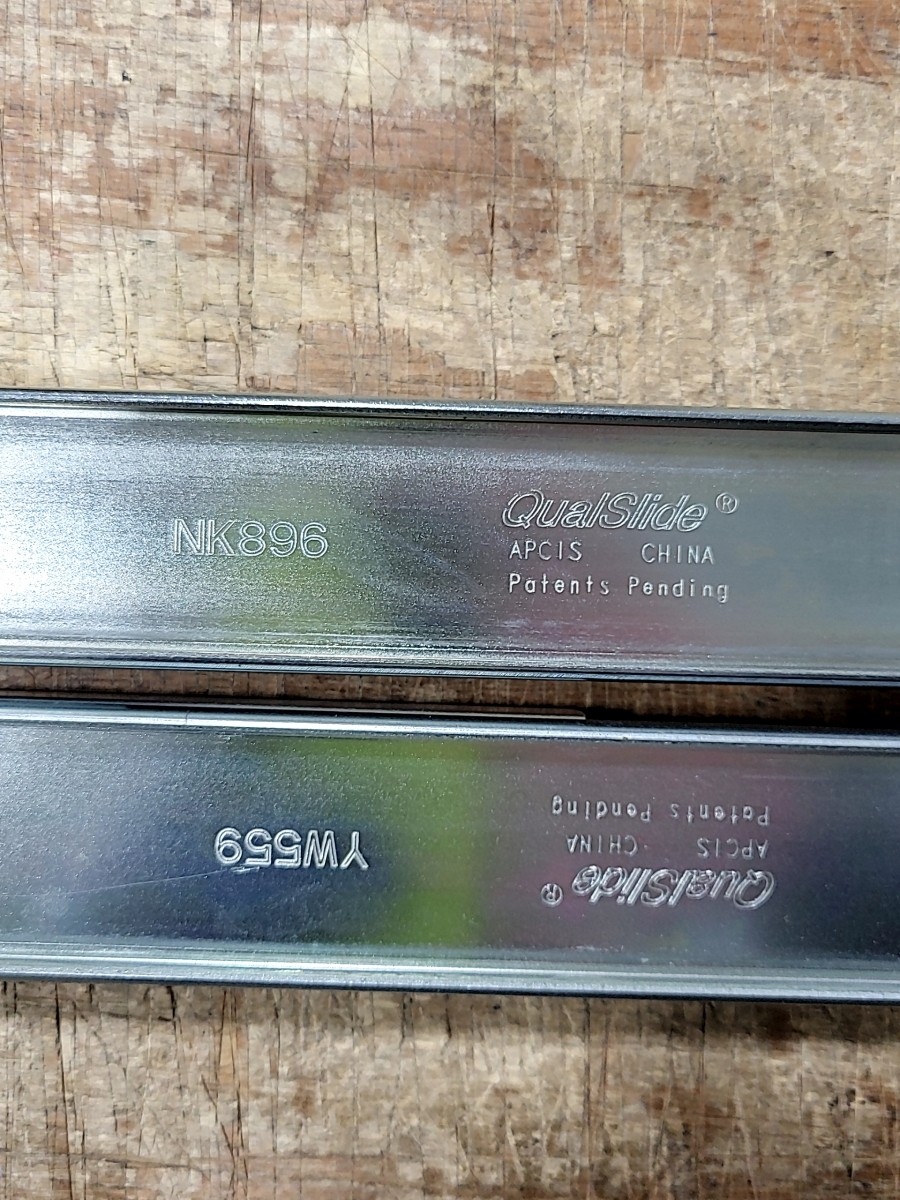 NK896
QualSlide®
APCIS CHINA
Patents Pending
YW559
QualSlide®
APCIS CHINA
Patents Pending